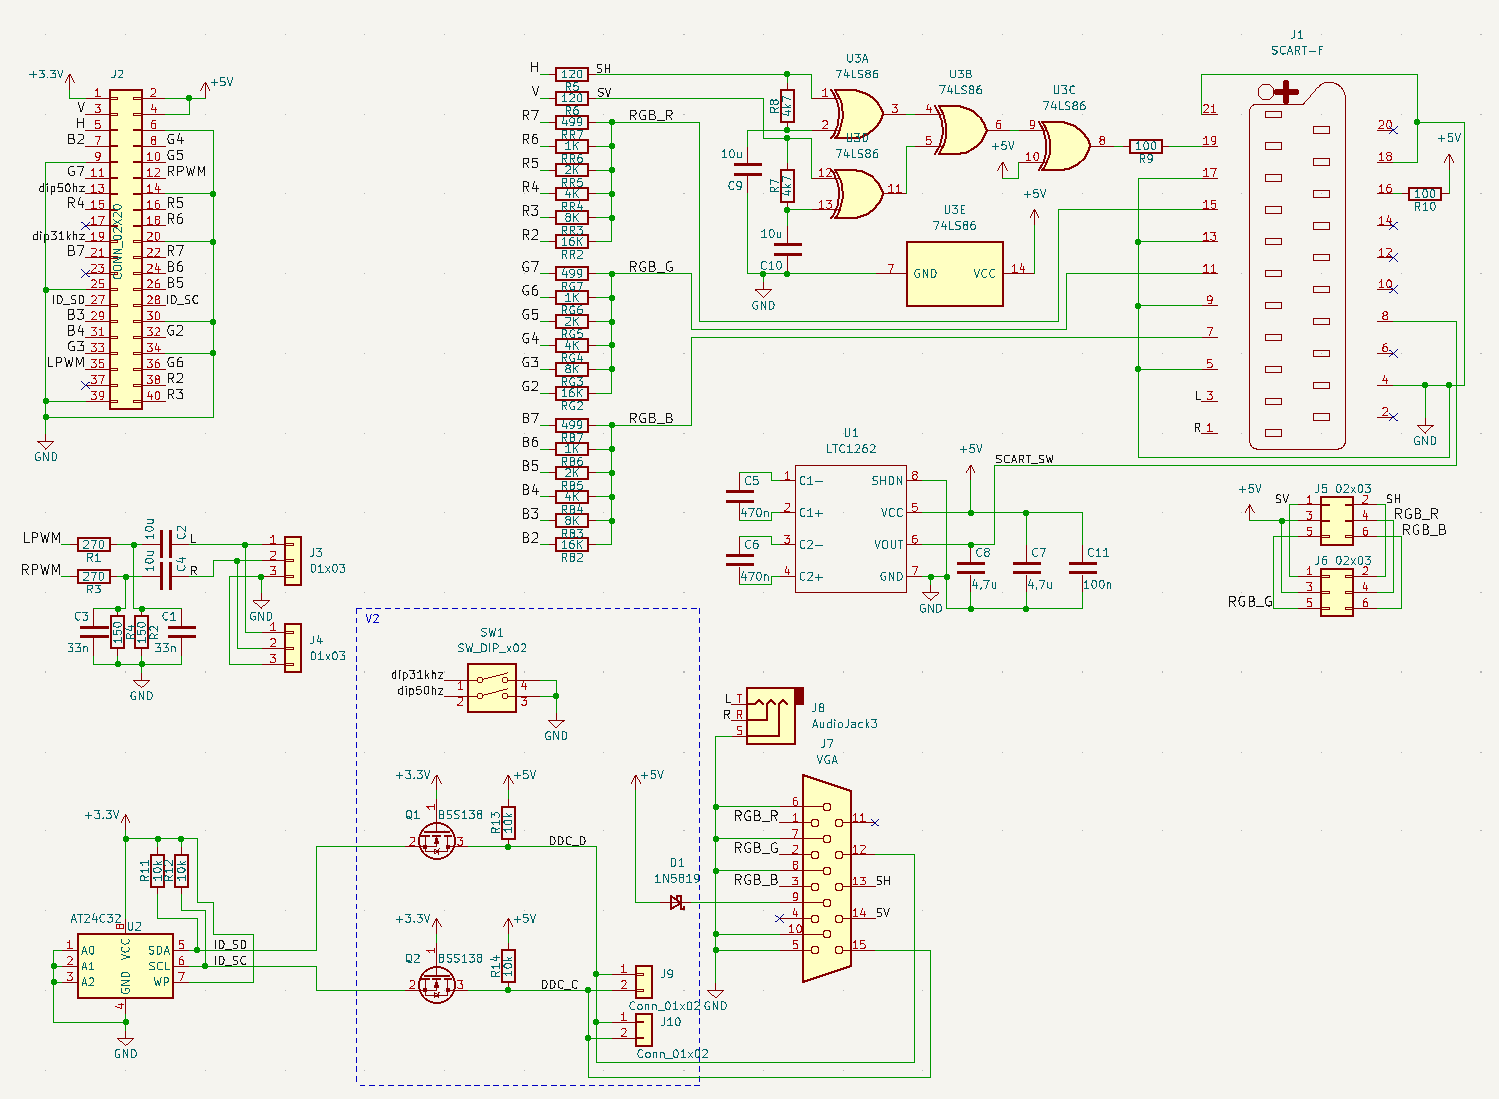 J2
+3.3V
+5V
1 2
V 3 4
H 5 6
B2 7 8 G4
9 10 G5
G7 11 12 RPWM
dip50hz 13 14
R4 15 16 R5
17 18 R6
dip31khz 19 20
B7 21 22 R7
23 24 B6
25 26 B5
ID_SD 27 28 ID_SC
B3 29 30
B4 31 32 G2
G3 33 34
LPWM 35 36 G6
37 38 R2
39 40 R3
CONN_02X20
GND
H 120 SH
R5
V 120 SV
R6
R7 499 RGB_R
RR7
R6 1K
RR6
R5 2K
RR5
R4 4K
RR4
R3 8K
RR3
R2 16K
RR2
G7 499 RGB_G
RG7
G6 1K
RG6
G5 2K
RG5
G4 4K
RG4
G3 8K
RG3
G2 16K
RG2
B7 499 RGB_B
RB7
B6 1K
RB6
B5 2K
RB5
B4 4K
RB4
B3 8K
RB3
B2 16K
RB2
U3A
74LS86
1
2
3
R8
4k7
U3D
74LS86
12
13
11
R7
4k7
10u
C9
10u
C10
GND
U3B
74LS86
4
5
6
U3C
74LS86
9
10
8
+5V
100
R9
U3E
74LS86
7 GND VCC 14
+5V
J1
SCART-F
21
20
19
18
17
16
15
14
13
12
11
10
9
8
7
6
5
4
L 3
2
R 1
+5V
100
R10
GND
U1
LTC1262
C5
470n
C6
470n
1 C1- SHDN 8
2 C1+ VCC 5
3 C2- VOUT 6
4 C2+ GND 7
+5V
SCART_SW
GND
C8
4,7u
C7
4,7u
C11
100n
J5 02x03
+5V
SV 1 2 SH
3 4 RGB_R
5 6 RGB_B
J6 02x03
1 2
3 4
RGB_G 5 6
LPWM 270
R1
RPWM 270
R3
10u C2 L
10u C4 R
1
2
3
J3
01x03
GND
1
2
3
J4
01x03
C3
33n
150 R4
150 R2
C1
33n
GND
V2
SW1
SW_DIP_x02
dip31khz 1 4
dip50hz 2 3
GND
+3.3V
Q1
BSS138
1
2
3
+5V
R13
10k
DDC_D
+3.3V
Q2
BSS138
1
2
3
+5V
R14
10k
DDC_C
+5V
D1
1N5819
1
2
J9
Conn_01x02
1
2
J10
Conn_01x02
L T
R R
S
J8
AudioJack3
J7
VGA
6
RGB_R 1 11
7
RGB_G 2 12
8
RGB_B 3 13 SH
9
4 14 SV
10
5 15
GND
+3.3V
R11 10k
R12 10k
AT24C32
U2
8
VCC
1 A0 SDA 5 ID_SD
2 A1 SCL 6 ID_SC
3 A2 WP 7
GND
4
GND